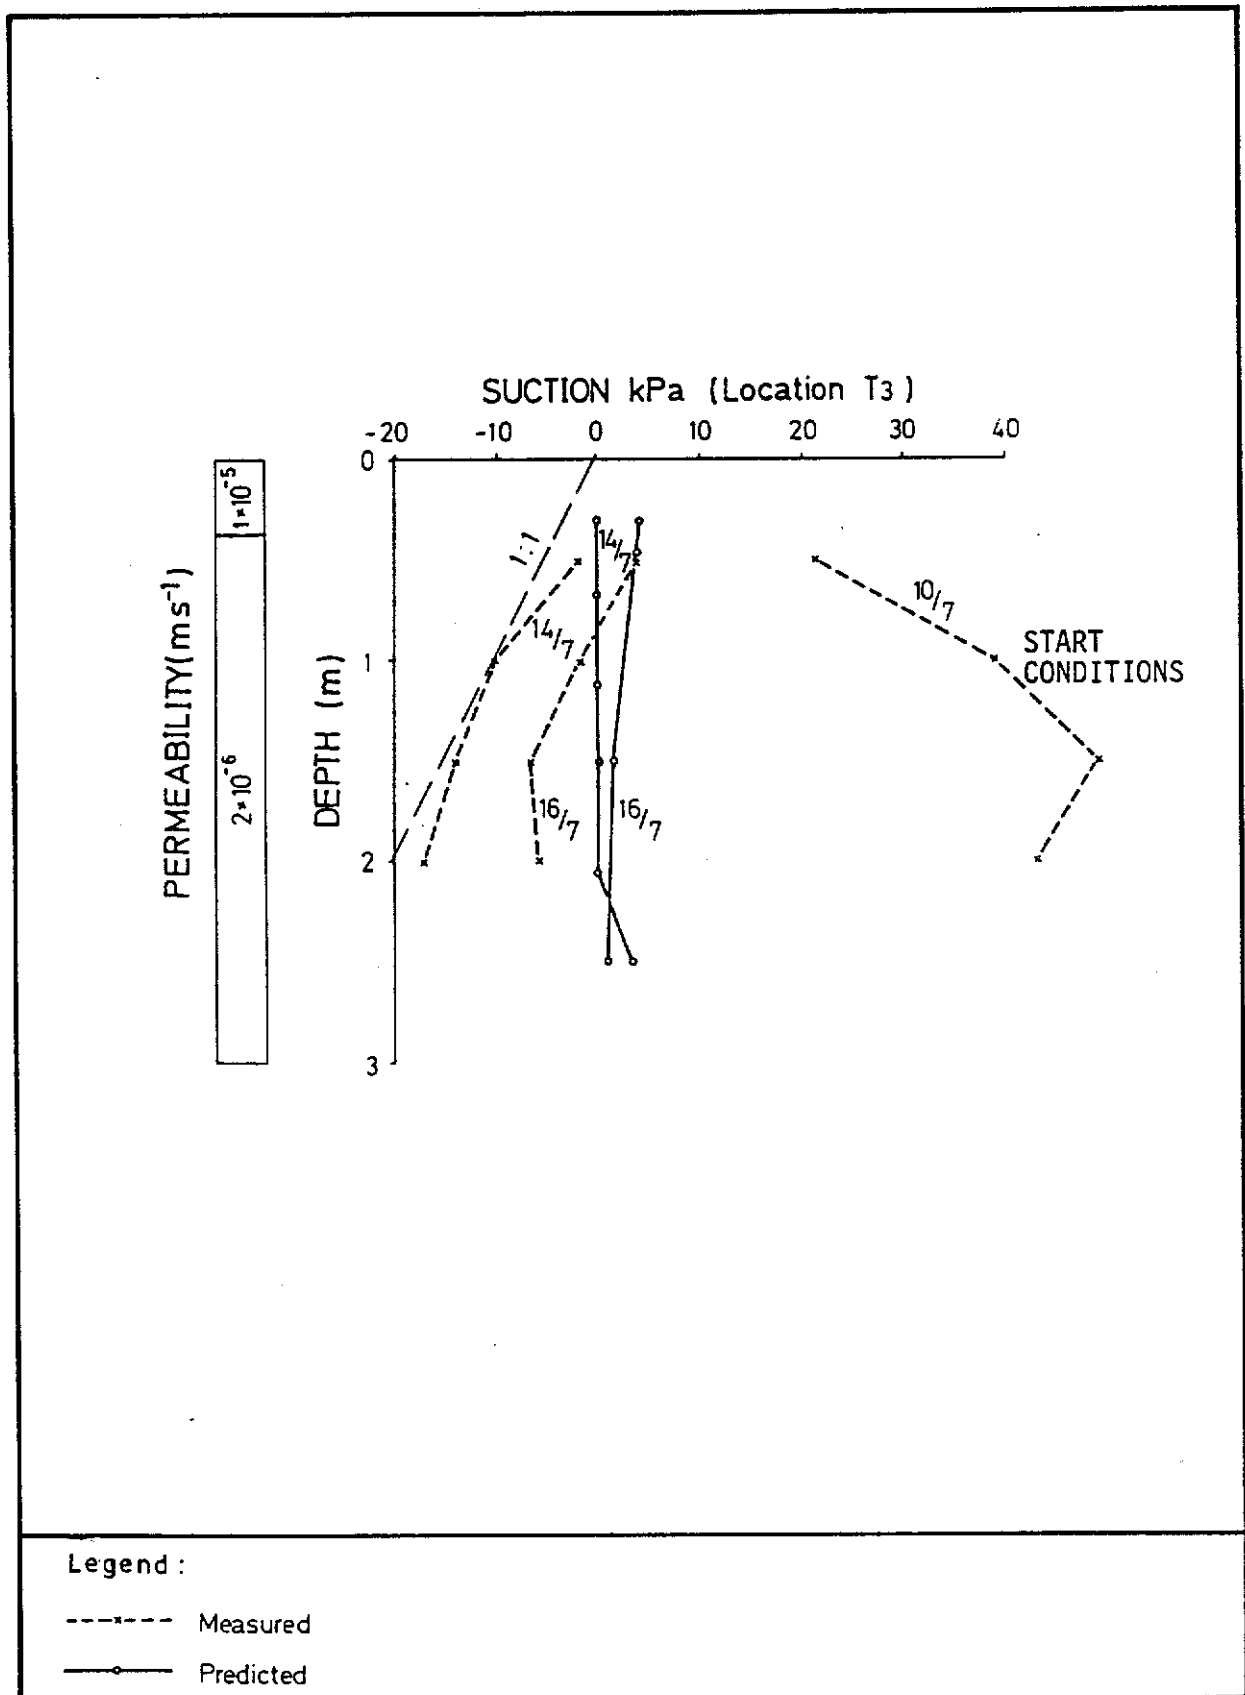 SUCTION kPa (Location T3)
-20 -10 0 10 20 30 40
0
1
2
3
DEPTH (m)
PERMEABILITY(ms⁻¹)
1×10⁻⁵
2×10⁻⁶
1:1
14/7
14/7
16/7
16/7
10/7
START
CONDITIONS
Legend :
Measured
Predicted